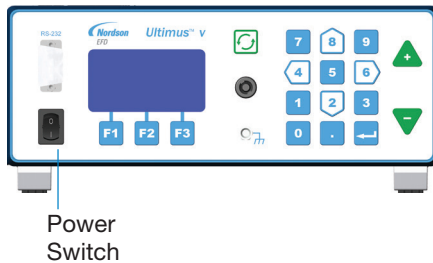 RS-232
Nordson
EFD
Ultimus™ V
7 8 9
4 5 6
1 2 3
0 .
+
−
F1 F2 F3
O
I
Power
Switch